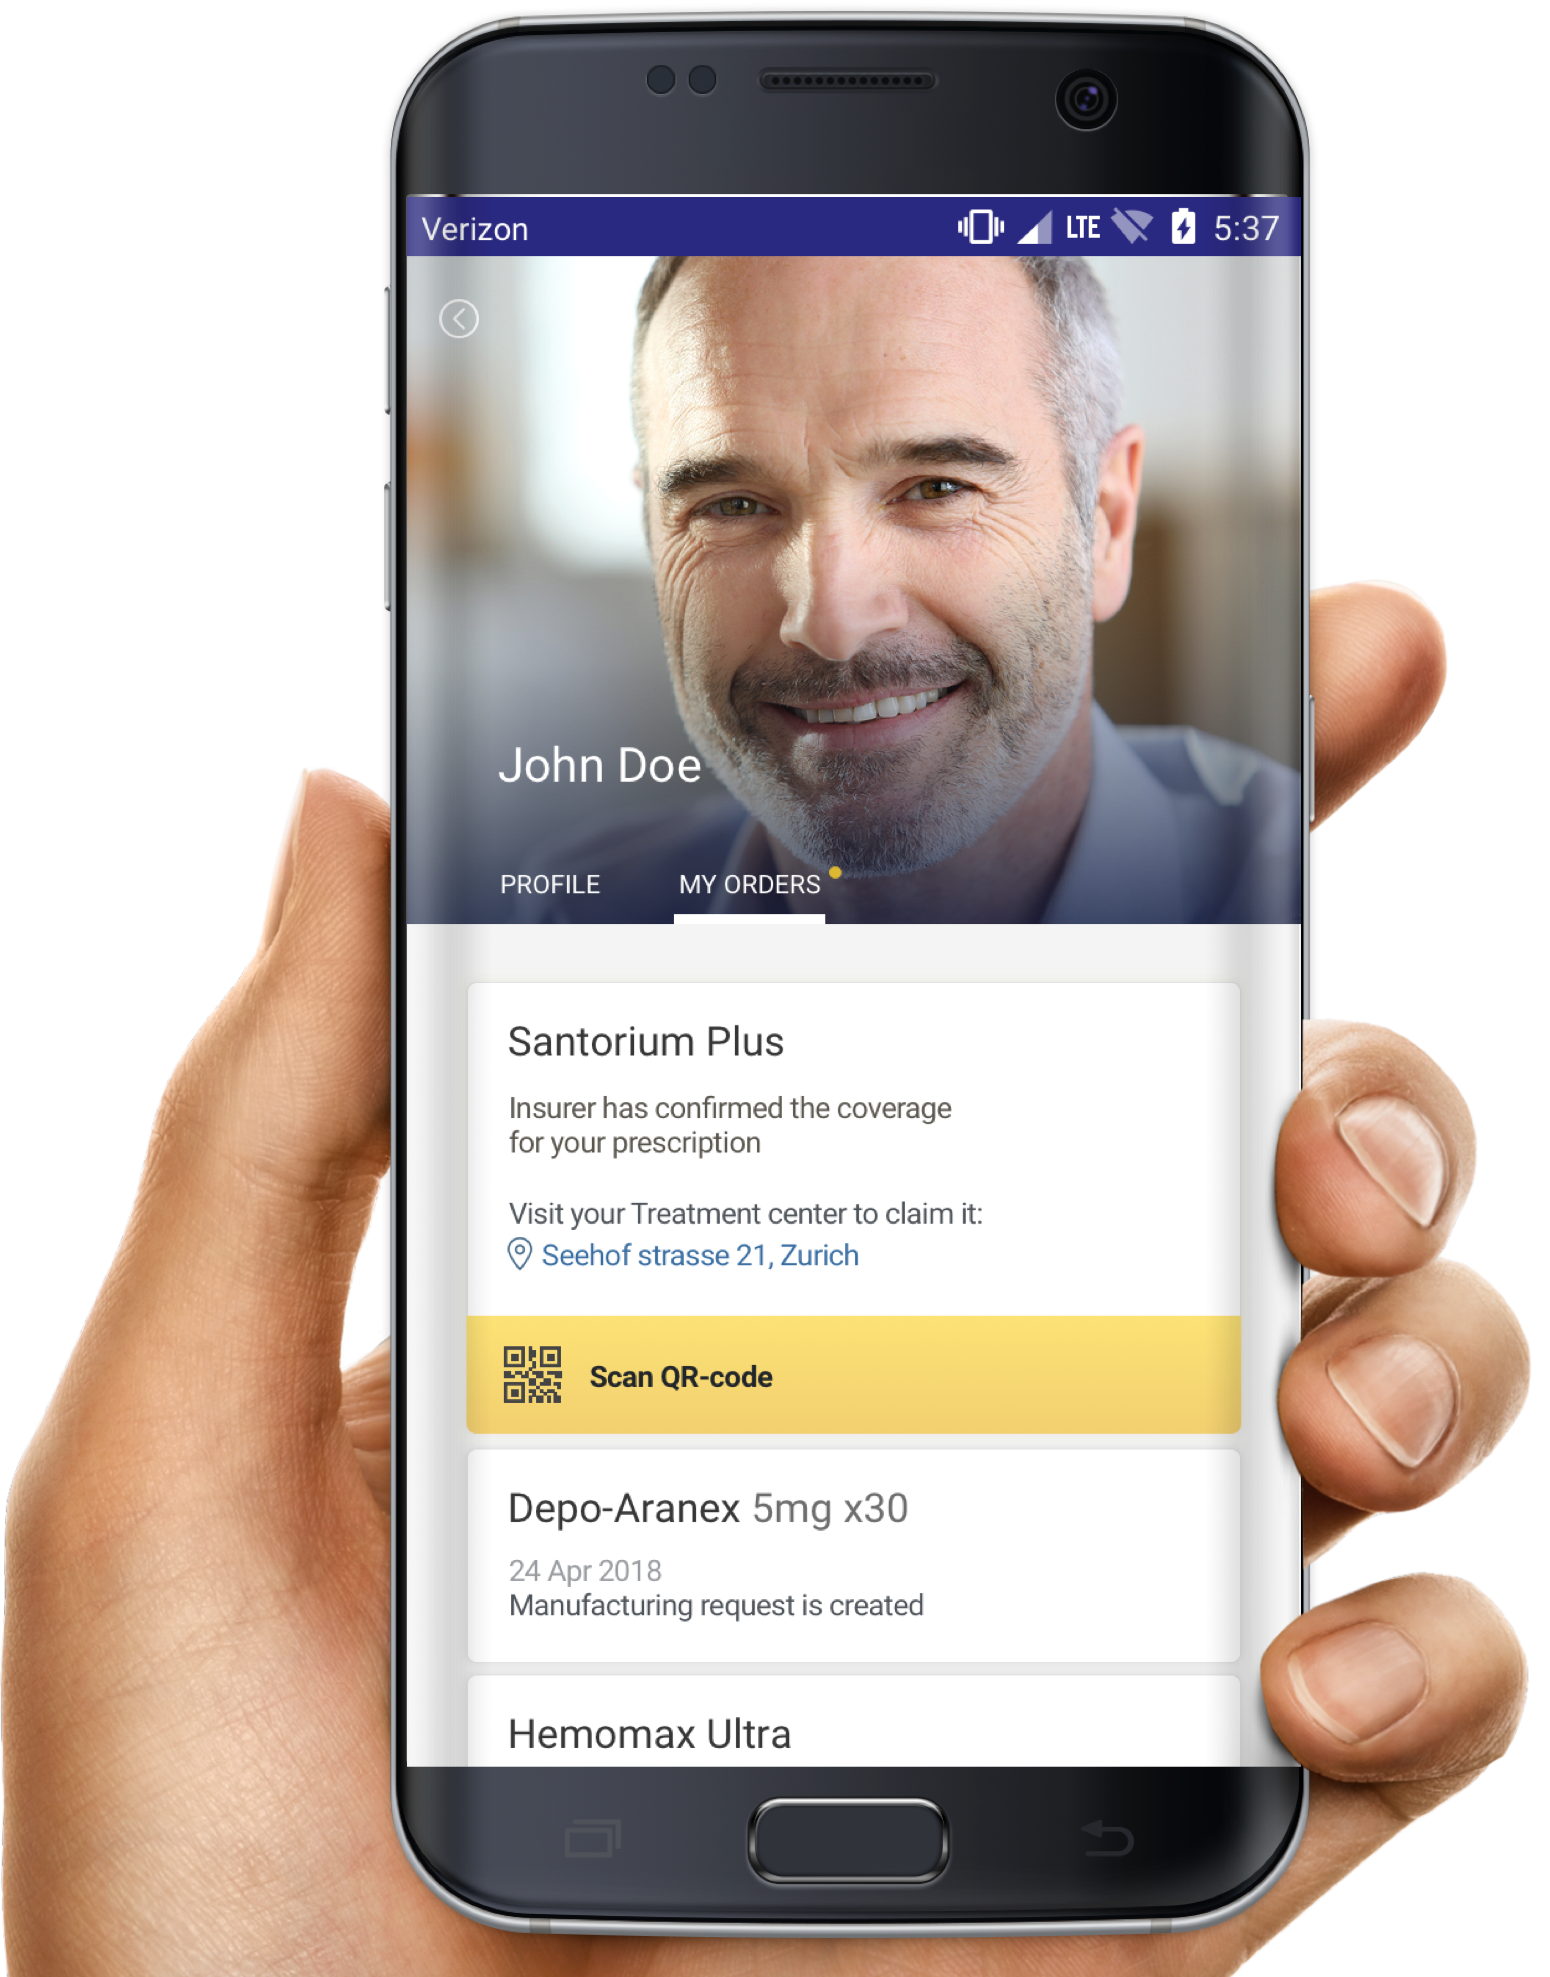 Verizon LTE 5:37
John Doe
PROFILE MY ORDERS
Santorium Plus
Insurer has confirmed the coverage
for your prescription
Visit your Treatment center to claim it:
Seehof strasse 21, Zurich
Scan QR-code
Depo-Aranex 5mg x30
24 Apr 2018
Manufacturing request is created
Hemomax Ultra